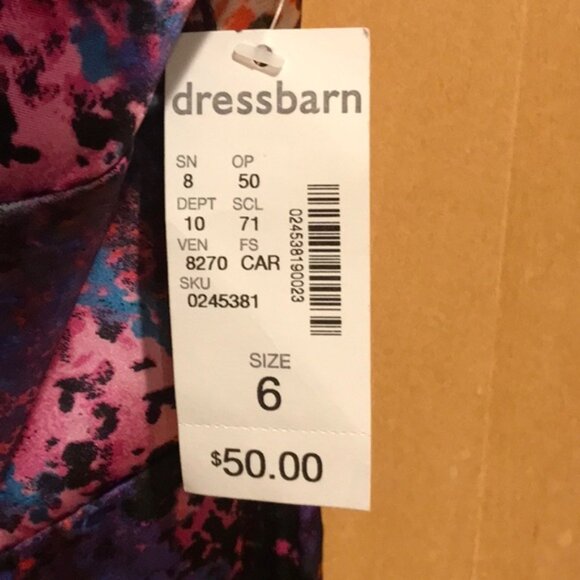 dressbarn
SN OP
8 50
DEPT SCL
10 71
VEN FS
8270 CAR
SKU
0245381
024538190023
SIZE
6
$50.00